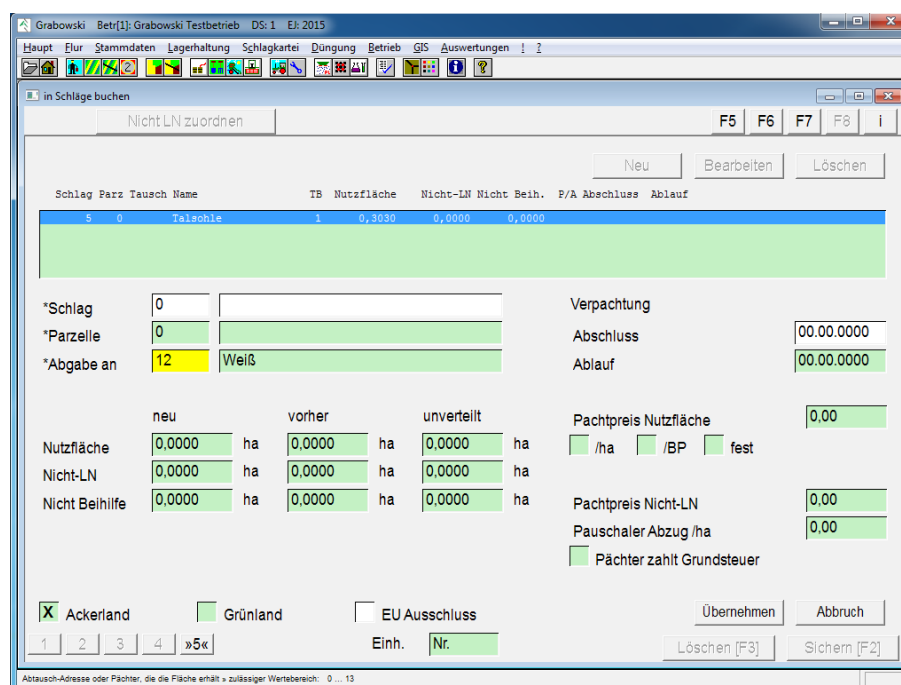 Grabowski Betr[1]: Grabowski Testbetrieb DS: 1 EJ: 2015
Haupt Flur Stammdaten Lagerhaltung Schlagkartei Düngung Betrieb GIS Auswertungen ! ?
in Schläge buchen
Nicht LN zuordnen F5 F6 F7 F8 i
Neu Bearbeiten Löschen
Schlag Parz Tausch Name TB Nutzfläche Nicht-LN Nicht Beih. P/A Abschluss Ablauf
5 0 Talsohle 1 0,3030 0,0000 0,0000
*Schlag 0 Verpachtung
*Parzelle 0 Abschluss 00.00.0000
*Abgabe an 12 Weiß Ablauf 00.00.0000
neu vorher unverteilt Pachtpreis Nutzfläche 0,00
Nutzfläche 0,0000 ha 0,0000 ha 0,0000 ha /ha /BP fest
Nicht-LN 0,0000 ha 0,0000 ha 0,0000 ha
Nicht Beihilfe 0,0000 ha 0,0000 ha 0,0000 ha Pachtpreis Nicht-LN 0,00
Pauschaler Abzug /ha 0,00
Pächter zahlt Grundsteuer
X Ackerland Grünland EU Ausschluss Übernehmen Abbruch
1 2 3 4 »5« Einh. Nr. Löschen [F3] Sichern [F2]
Abtausch-Adresse oder Pächter, die die Fläche erhält » zulässiger Wertebereich: 0 ... 13